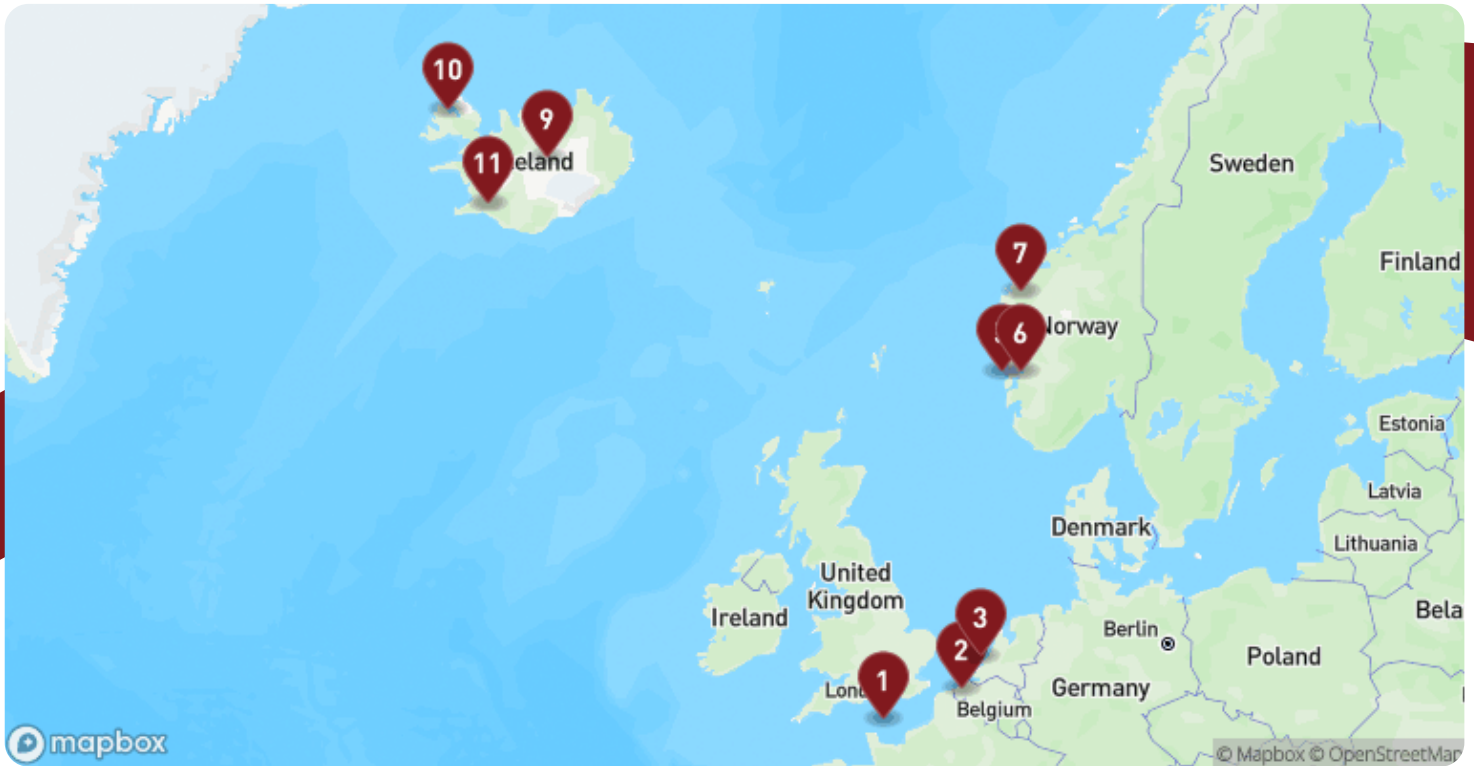 10
9
11
eland
Sweden
7
Finland
6
Norway
Estonia
Latvia
Denmark
Lithuania
United
Kingdom
Ireland
3
Bela
Berlin
2
Poland
1
Lon
Germany
Belgium
mapbox
© Mapbox © OpenStreetMap